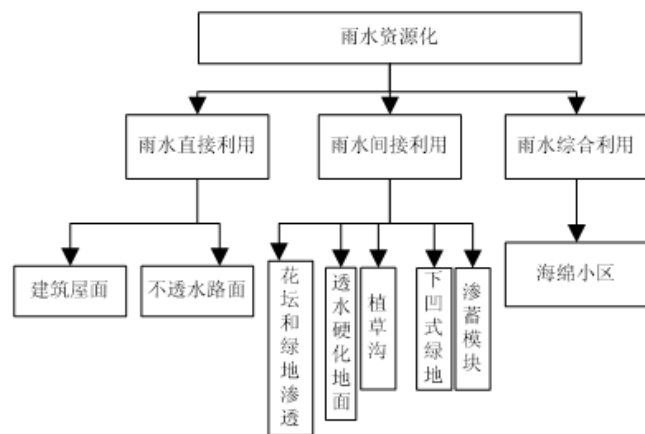 雨水资源化
雨水直接利用
雨水间接利用
雨水综合利用
建筑屋面
不透水路面
花坛和绿地渗透
透水硬化地面
植草沟
下凹式绿地
渗蓄模块
海绵小区